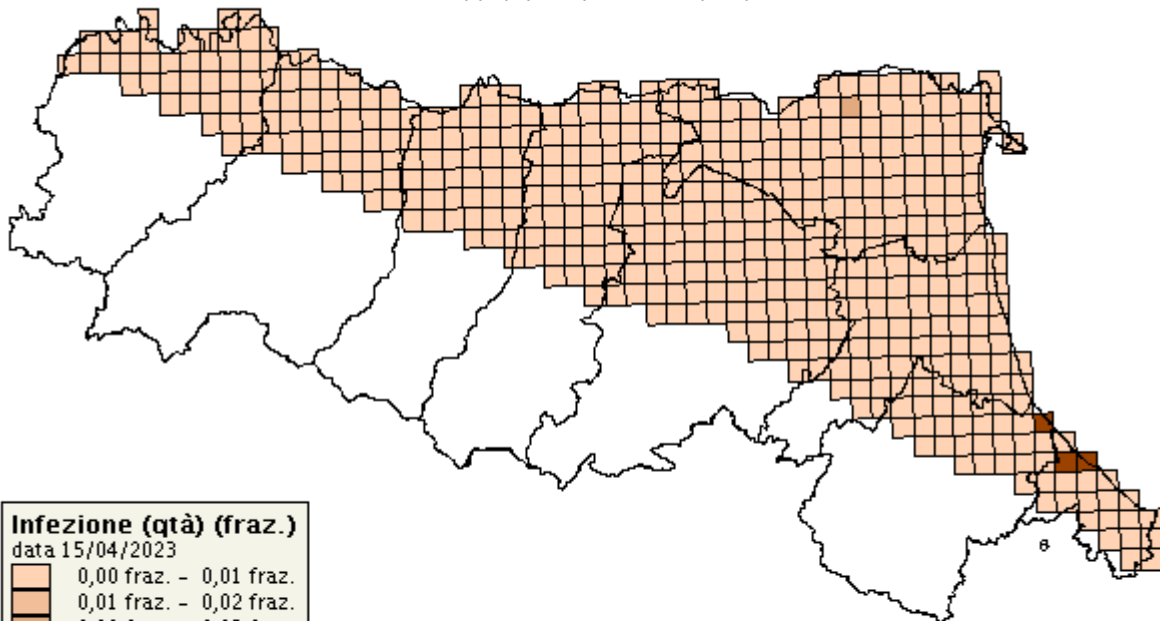 Infezione (qtà) (fraz.)
data 15/04/2023
0,00 fraz. - 0,01 fraz.
0,01 fraz. - 0,02 fraz.